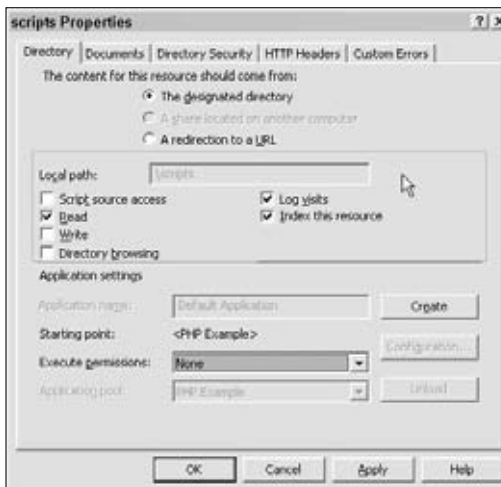 scripts Properties
Directory Documents Directory Security HTTP Headers Custom Errors
The content for this resource should come from:
The designated directory
A share located on another computer
A redirection to a URL
Local path: \scripts
Script source access Log visits
Read Index this resource
Write
Directory browsing
Application settings
Application name: Default Application Create
Starting point: <PHP Example>
Configuration...
Execute permissions: None
Application pool: PHP Example Unload
OK Cancel Apply Help